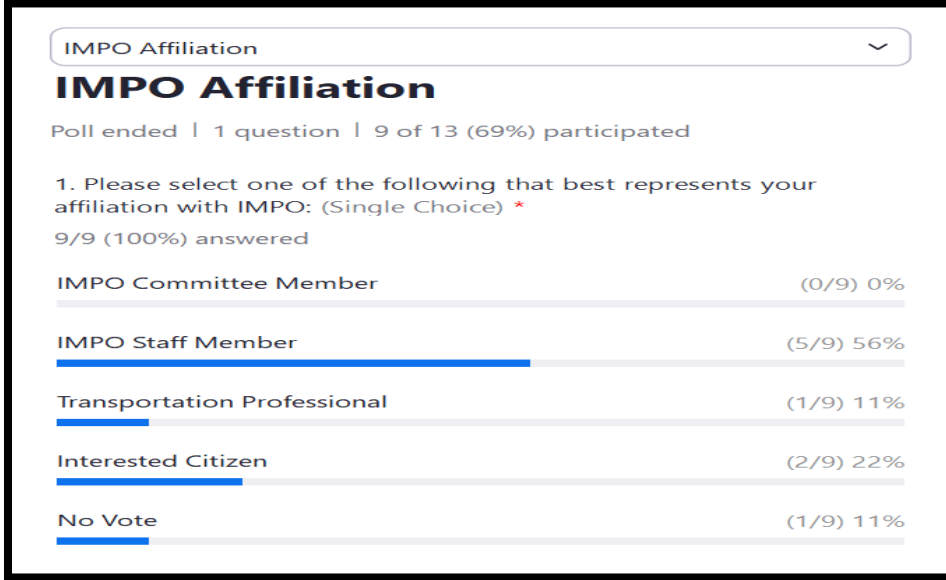 IMPO Affiliation
IMPO Affiliation
Poll ended | 1 question | 9 of 13 (69%) participated
1. Please select one of the following that best represents your
affiliation with IMPO: (Single Choice) *
9/9 (100%) answered
IMPO Committee Member (0/9) 0%
IMPO Staff Member (5/9) 56%
Transportation Professional (1/9) 11%
Interested Citizen (2/9) 22%
No Vote (1/9) 11%